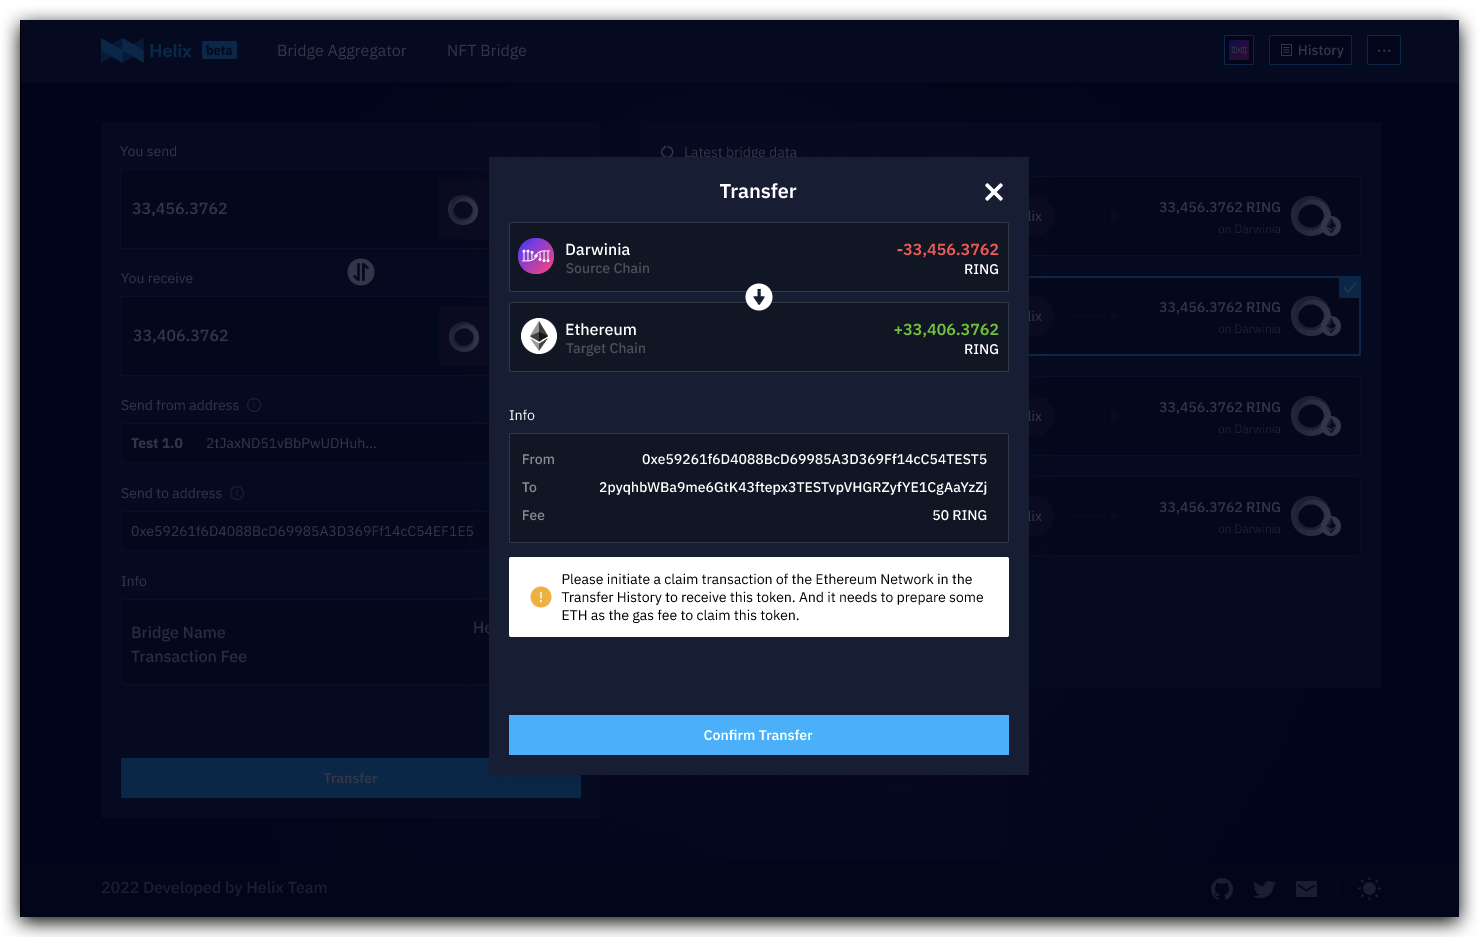 Helix beta
Bridge Aggregator
NFT Bridge
History
You send
33,456.3762
You receive
33,406.3762
Send from address
Test 1.0 2tJaxND51vBbPwUDHuh...
Send to address
0xe59261f6D4088BcD69985A3D369Ff14cC54EF1E5
Info
Bridge Name
Transaction Fee
Transfer
Latest bridge data
33,456.3762 RING
on Darwinia
33,456.3762 RING
on Darwinia
33,456.3762 RING
on Darwinia
33,456.3762 RING
on Darwinia
Transfer
Darwinia
Source Chain
-33,456.3762
RING
Ethereum
Target Chain
+33,406.3762
RING
Info
From 0xe59261f6D4088BcD69985A3D369Ff14cC54TEST5
To 2pyqhbWBa9me6GtK43ftepx3TESTvpVHGRZyfYE1CgAaYzZj
Fee 50 RING
Please initiate a claim transaction of the Ethereum Network in the
Transfer History to receive this token. And it needs to prepare some
ETH as the gas fee to claim this token.
Confirm Transfer
2022 Developed by Helix Team